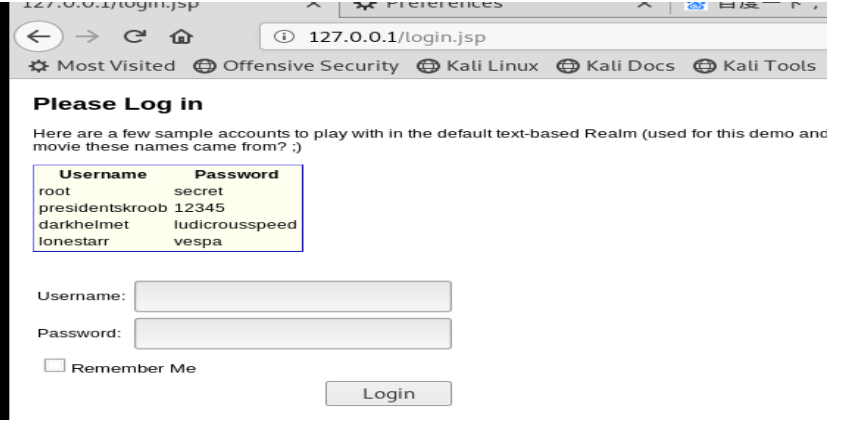 127.0.0.1/login.jsp × Preferences × 百度一下，
127.0.0.1/login.jsp
Most Visited Offensive Security Kali Linux Kali Docs Kali Tools
Please Log in
Here are a few sample accounts to play with in the default text-based Realm (used for this demo and
movie these names came from? ;)
Username Password
root secret
presidentskroob 12345
darkhelmet ludicrousspeed
lonestarr vespa
Username:
Password:
Remember Me
Login